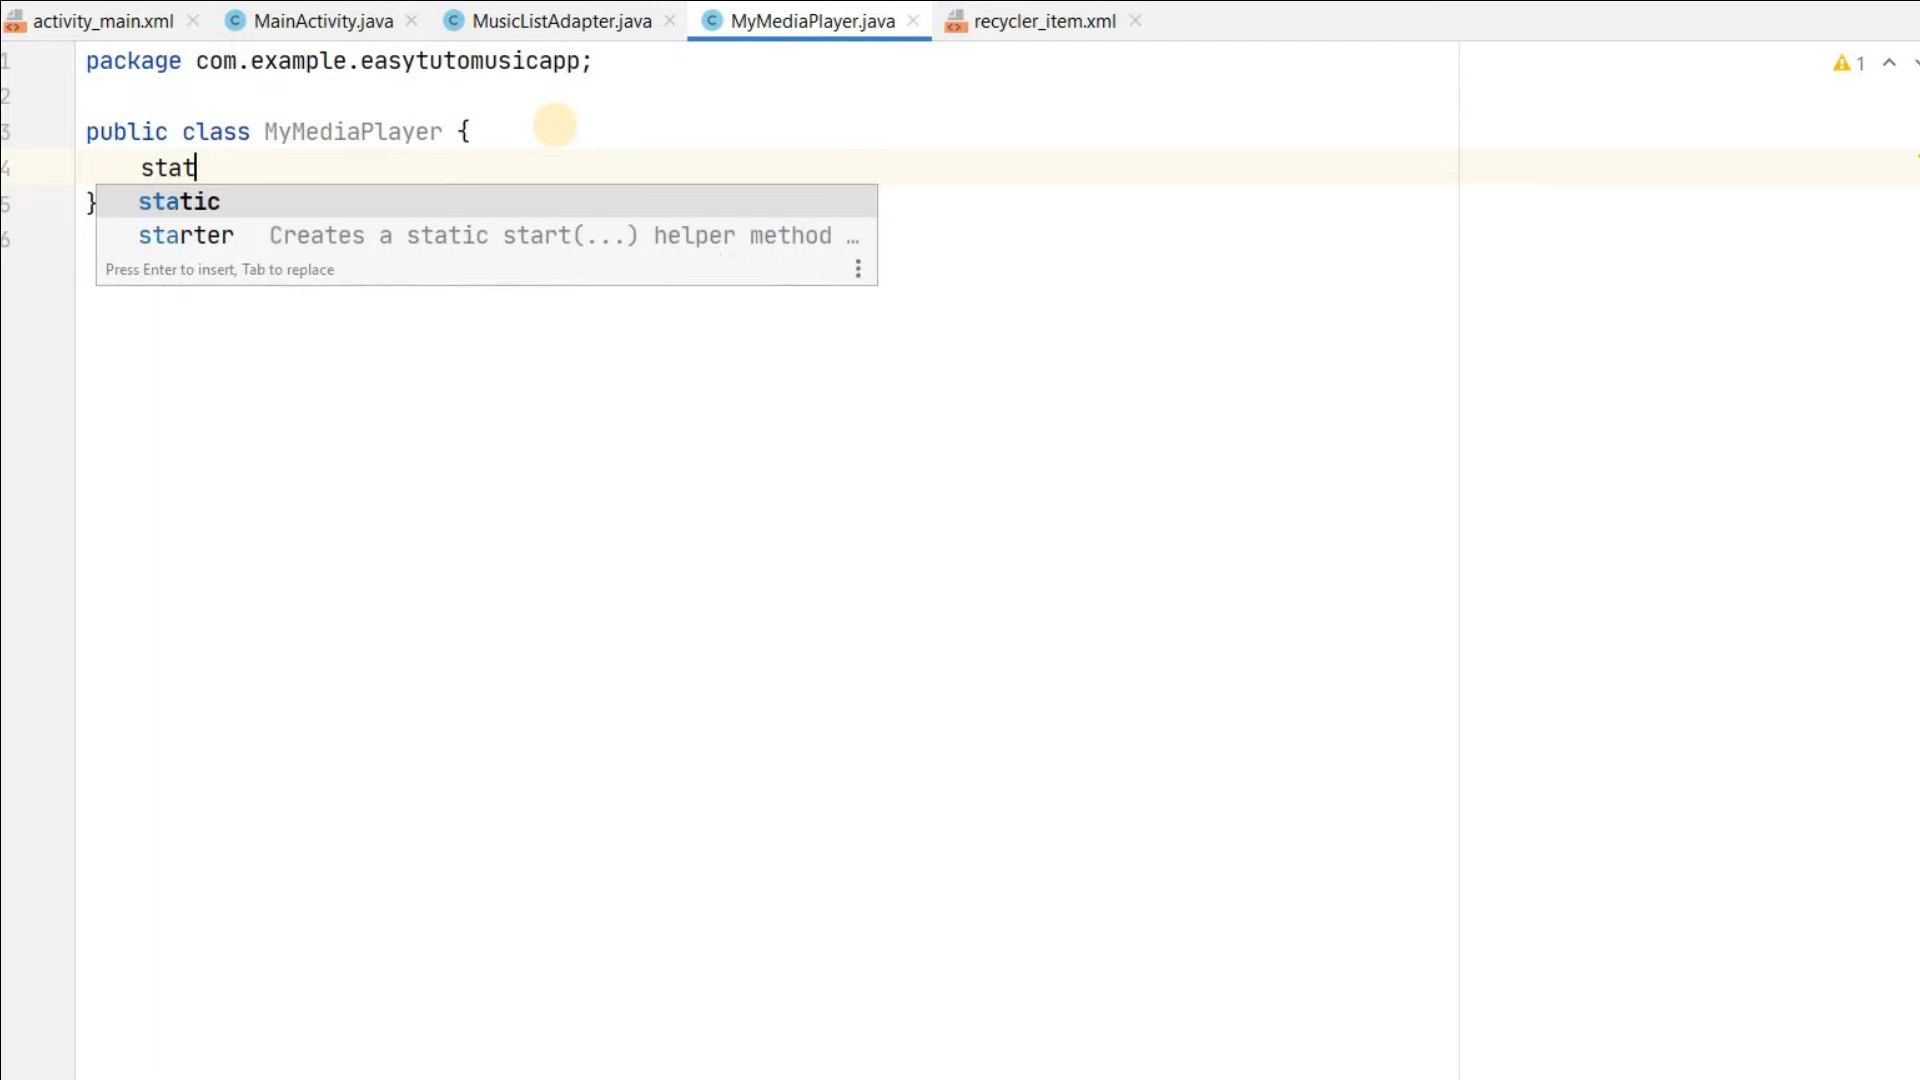 activity_main.xml MainActivity.java MusicListAdapter.java MyMediaPlayer.java recycler_item.xml
1 package com.example.easytutomusicapp; 1
2
3 public class MyMediaPlayer {
4 stat
static
5 }
starter Creates a static start(...) helper method …
6
Press Enter to insert, Tab to replace